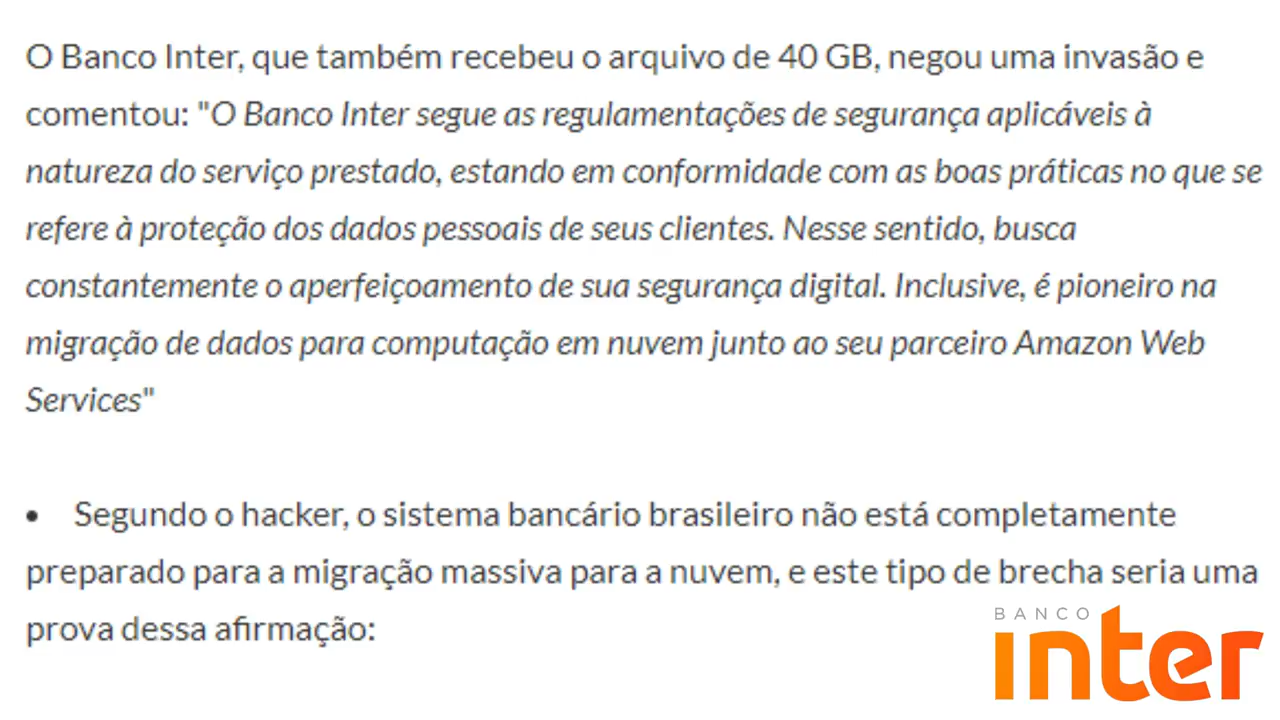 O Banco Inter, que também recebeu o arquivo de 40 GB, negou uma invasão e
comentou: "O Banco Inter segue as regulamentações de segurança aplicáveis à
natureza do serviço prestado, estando em conformidade com as boas práticas no que se
refere à proteção dos dados pessoais de seus clientes. Nesse sentido, busca
constantemente o aperfeiçoamento de sua segurança digital. Inclusive, é pioneiro na
migração de dados para computação em nuvem junto ao seu parceiro Amazon Web
Services"
• Segundo o hacker, o sistema bancário brasileiro não está completamente
preparado para a migração massiva para a nuvem, e este tipo de brecha seria uma
prova dessa afirmação:
BANCO
inter